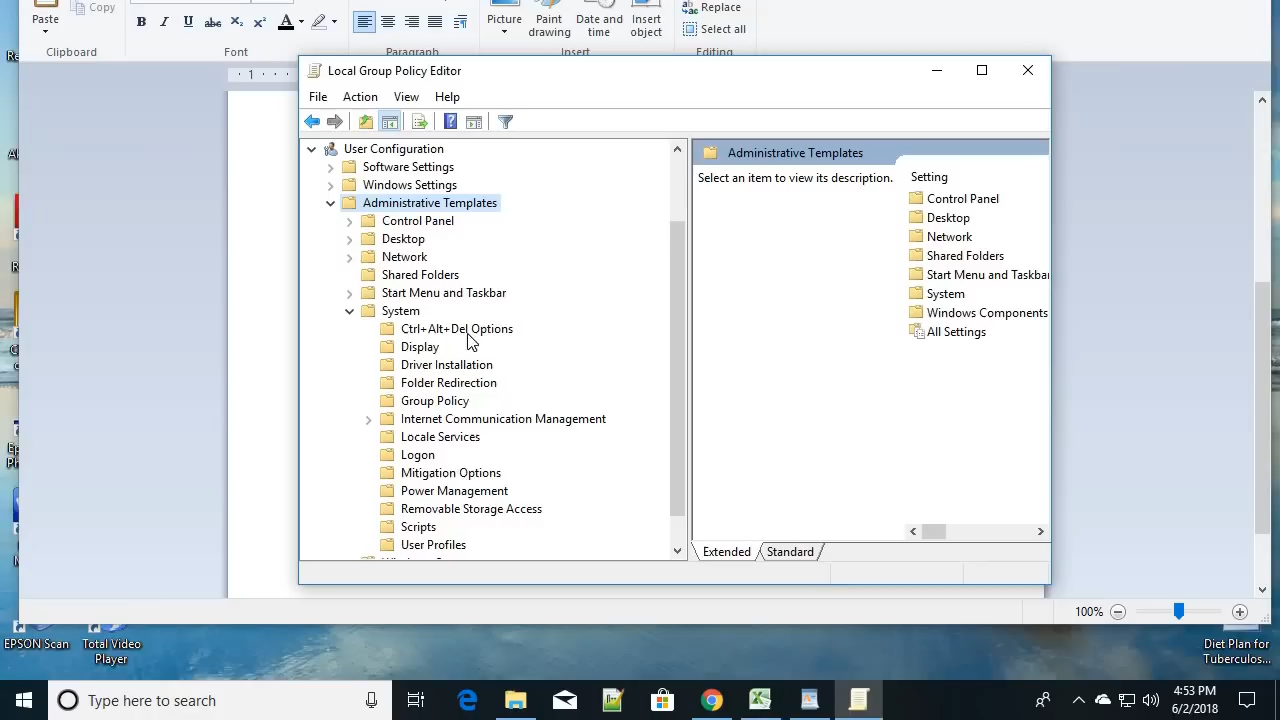 Copy
Replace
Paste
B I U abc X₂ X² A
Picture
Paint drawing
Date and time
Insert object
Select all
Clipboard
Font
Paragraph
Insert
Editing
1
Local Group Policy Editor
File Action View Help
User Configuration
Software Settings
Windows Settings
Administrative Templates
Control Panel
Desktop
Network
Shared Folders
Start Menu and Taskbar
System
Ctrl+Alt+Del Options
Display
Driver Installation
Folder Redirection
Group Policy
Internet Communication Management
Locale Services
Logon
Mitigation Options
Power Management
Removable Storage Access
Scripts
User Profiles
Administrative Templates
Select an item to view its description.
Setting
Control Panel
Desktop
Network
Shared Folders
Start Menu and Taskba
System
Windows Components
All Settings
Extended Standard
100%
EPSON Scan
Total Video
Player
Diet Plan for
Tuberculos...
Type here to search
4:53 PM
6/2/2018